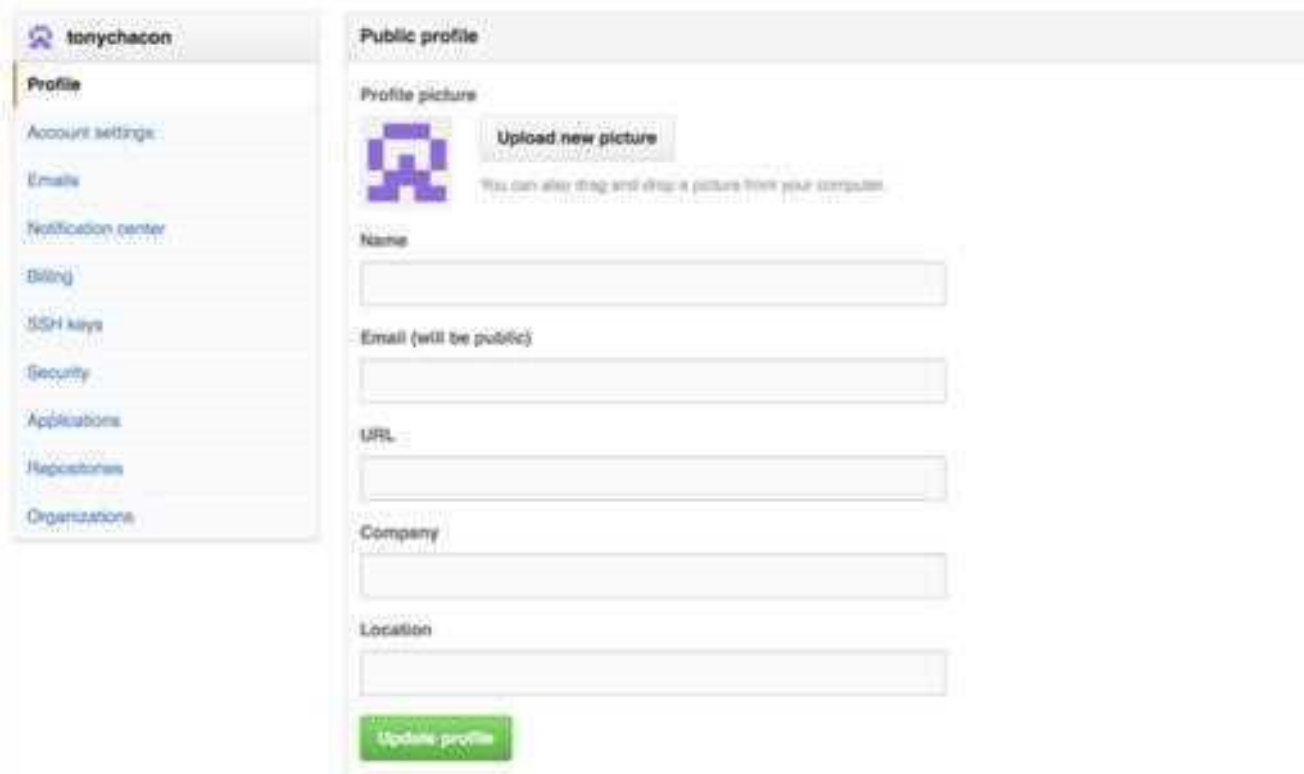 tonychacon
Profile
Account settings
Emails
Notification center
Billing
SSH keys
Security
Applications
Repositories
Organizations
Public profile
Profile picture
Upload new picture
You can also drag and drop a picture from your computer.
Name
Email (will be public)
URL
Company
Location
Update profile